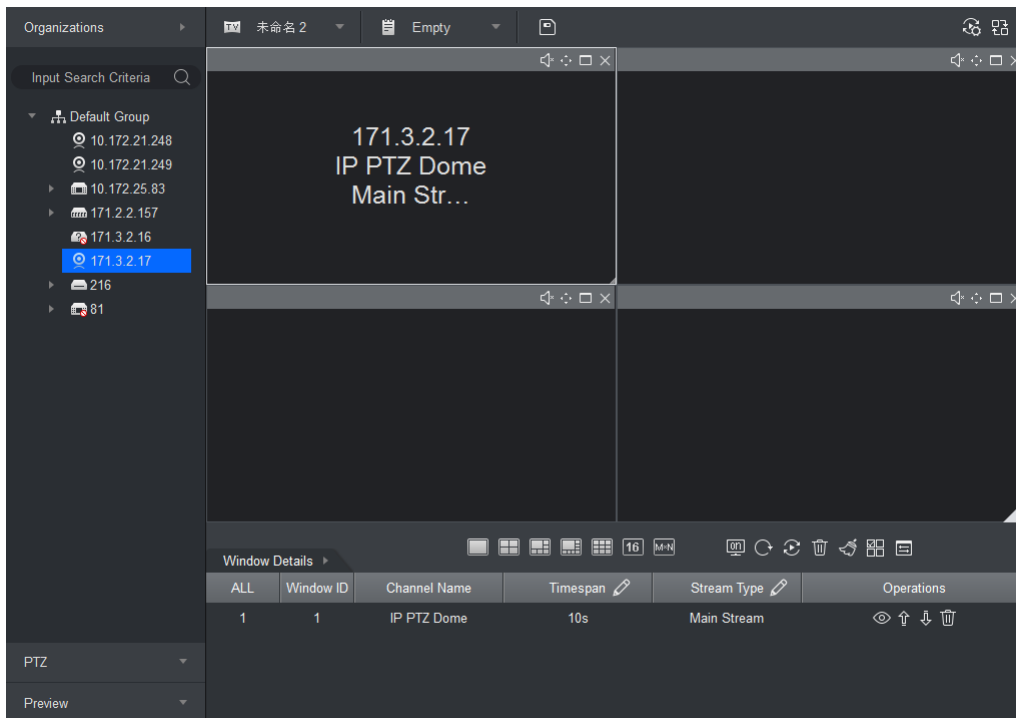 Organizations
TV 未命名 2
Empty
Input Search Criteria
Default Group
10.172.21.248
10.172.21.249
10.172.25.83
171.2.2.157
171.3.2.16
171.3.2.17
216
81
171.3.2.17
IP PTZ Dome
Main Str...
16 M*N on
Window Details
ALL Window ID Channel Name Timespan Stream Type Operations
1 1 IP PTZ Dome 10s Main Stream
PTZ
Preview